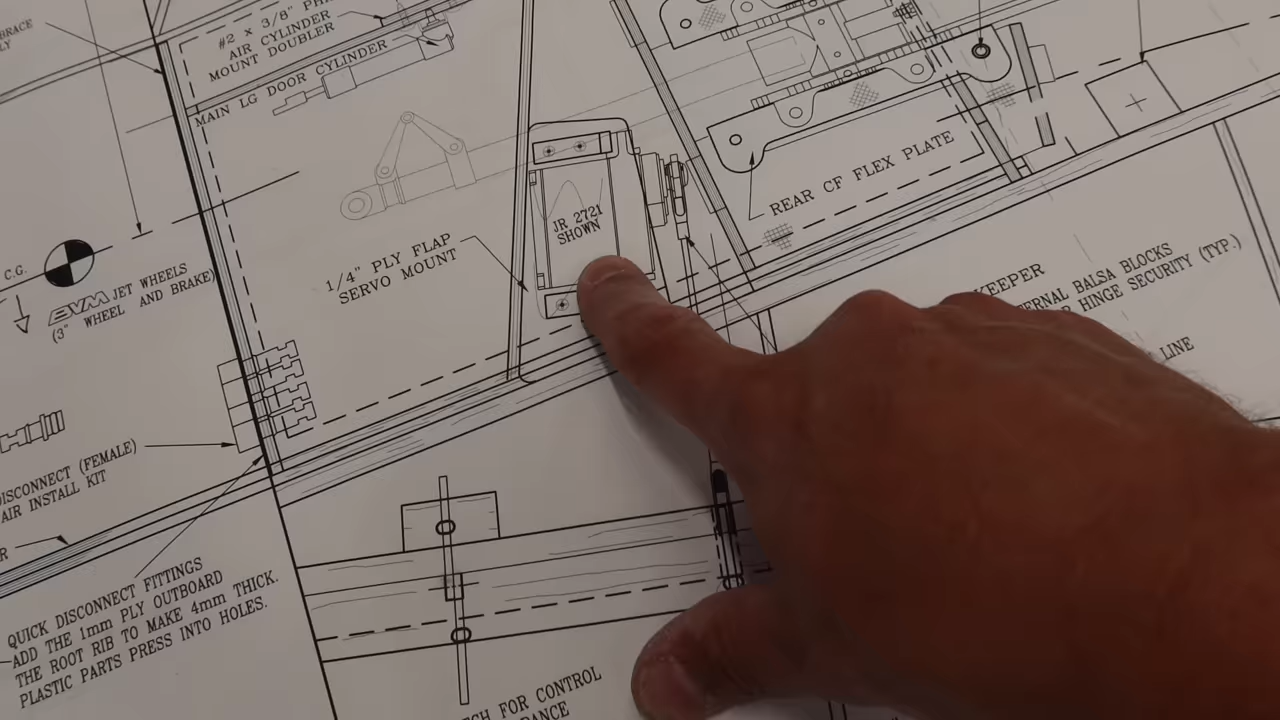 BRACE
#2 x 3/8"
AIR CYLINDER
MOUNT DOUBLER
MAIN LG DOOR CYLINDER
JR 2721
SHOWN
REAR CF FLEX PLATE
C.G.
BVM JET WHEELS
(3" WHEEL AND BRAKE)
1/4" PLY FLAP
SERVO MOUNT
KEEPER
BALSA BLOCKS
HINGE SECURITY (TYP.)
LINE
DISCONNECT (FEMALE)
AIR INSTALL KIT
QUICK DISCONNECT FITTINGS
ADD THE 1mm PLY OUTBOARD
THE ROOT RIB TO MAKE 4mm THICK.
PLASTIC PARTS PRESS INTO HOLES.
FOR CONTROL